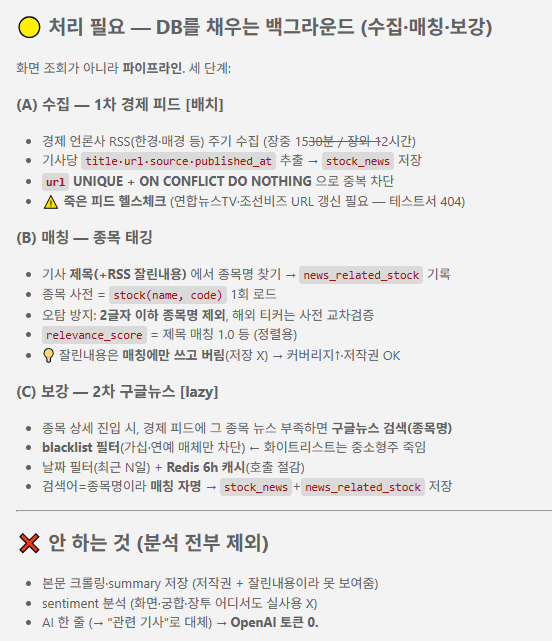 🟡 처리 필요 — DB를 채우는 백그라운드 (수집·매칭·보강)
화면 조회가 아니라 파이프라인. 세 단계:
(A) 수집 — 1차 경제 피드 [배치]
• 경제 언론사 RSS(한경·매경 등) 주기 수집 (장중 1530분 / 장외 12시간)
• 기사당 title·url·source·published_at 추출 → stock_news 저장
• url UNIQUE + ON CONFLICT DO NOTHING 으로 중복 차단
• ⚠️ 죽은 피드 헬스체크 (연합뉴스TV·조선비즈 URL 갱신 필요 — 테스트서 404)
(B) 매칭 — 종목 태깅
• 기사 제목(+RSS 잘린내용) 에서 종목명 찾기 → news_related_stock 기록
• 종목 사전 = stock(name, code) 1회 로드
• 오탐 방지: 2글자 이하 종목명 제외, 해외 티커는 사전 교차검증
• relevance_score = 제목 매칭 1.0 등 (정렬용)
• 💡 잘린내용은 매칭에만 쓰고 버림(저장 X) → 커버리지↑·저작권 OK
(C) 보강 — 2차 구글뉴스 [lazy]
• 종목 상세 진입 시, 경제 피드에 그 종목 뉴스 부족하면 구글뉴스 검색(종목명)
• blacklist 필터(가십·연예 매체만 차단) ← 화이트리스트는 중소형주 죽임
• 날짜 필터(최근 N일) + Redis 6h 캐시(호출 절감)
• 검색어=종목명이라 매칭 자명 → stock_news+news_related_stock 저장
❌ 안 하는 것 (분석 전부 제외)
• 본문 크롤링·summary 저장 (저작권 + 잘린내용이라 못 보여줌)
• sentiment 분석 (화면·궁합·장투 어디서도 실사용 X)
• AI 한 줄 (→ "관련 기사"로 대체) → OpenAI 토큰 0.